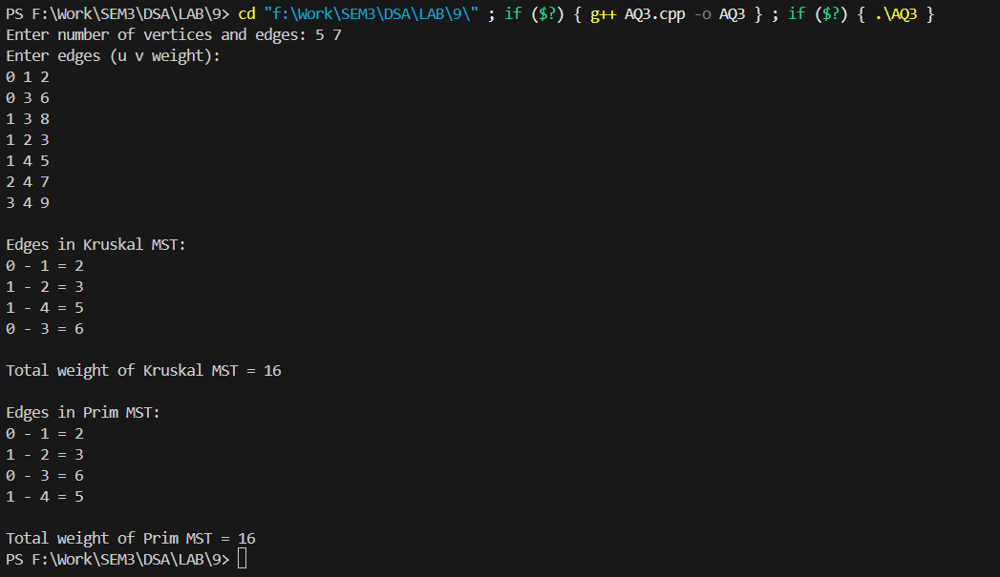 PS F:\Work\SEM3\DSA\LAB\9> cd "f:\Work\SEM3\DSA\LAB\9\" ; if ($?) { g++ AQ3.cpp -o AQ3 } ; if ($?) { .\AQ3 }
Enter number of vertices and edges: 5 7
Enter edges (u v weight):
0 1 2
0 3 6
1 3 8
1 2 3
1 4 5
2 4 7
3 4 9
Edges in Kruskal MST:
0 - 1 = 2
1 - 2 = 3
1 - 4 = 5
0 - 3 = 6
Total weight of Kruskal MST = 16
Edges in Prim MST:
0 - 1 = 2
1 - 2 = 3
0 - 3 = 6
1 - 4 = 5
Total weight of Prim MST = 16
PS F:\Work\SEM3\DSA\LAB\9>